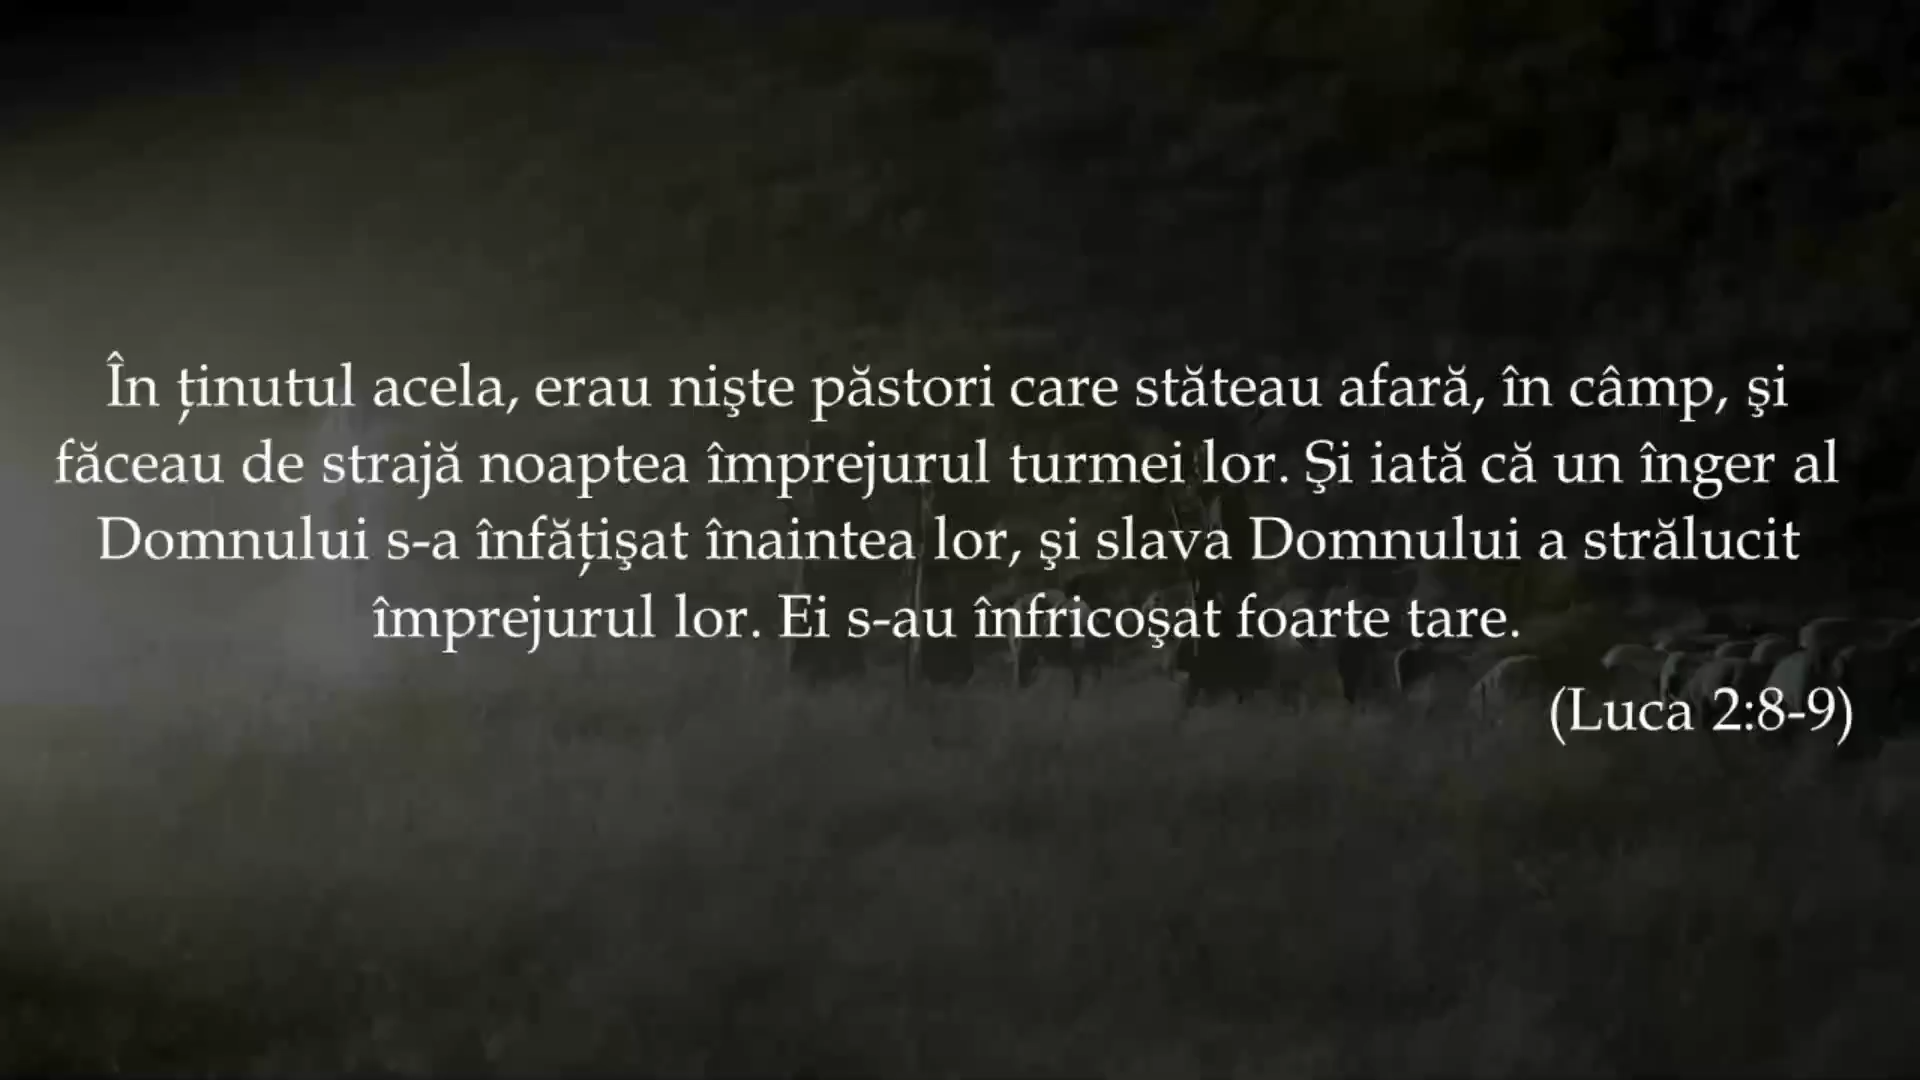 În ținutul acela, erau nişte păstori care stăteau afară, în câmp, şi
făceau de strajă noaptea împrejurul turmei lor. Şi iată că un înger al
Domnului s-a înfățişat înaintea lor, şi slava Domnului a strălucit
împrejurul lor. Ei s-au înfricoşat foarte tare.
(Luca 2:8-9)